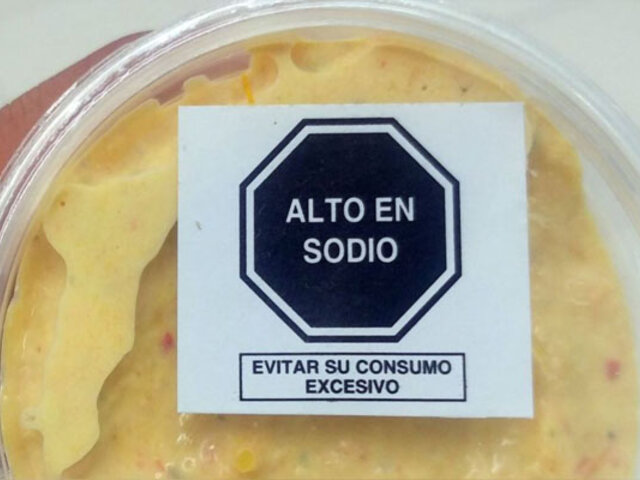 ALTO EN
SODIO
EVITAR SU CONSUMO
EXCESIVO